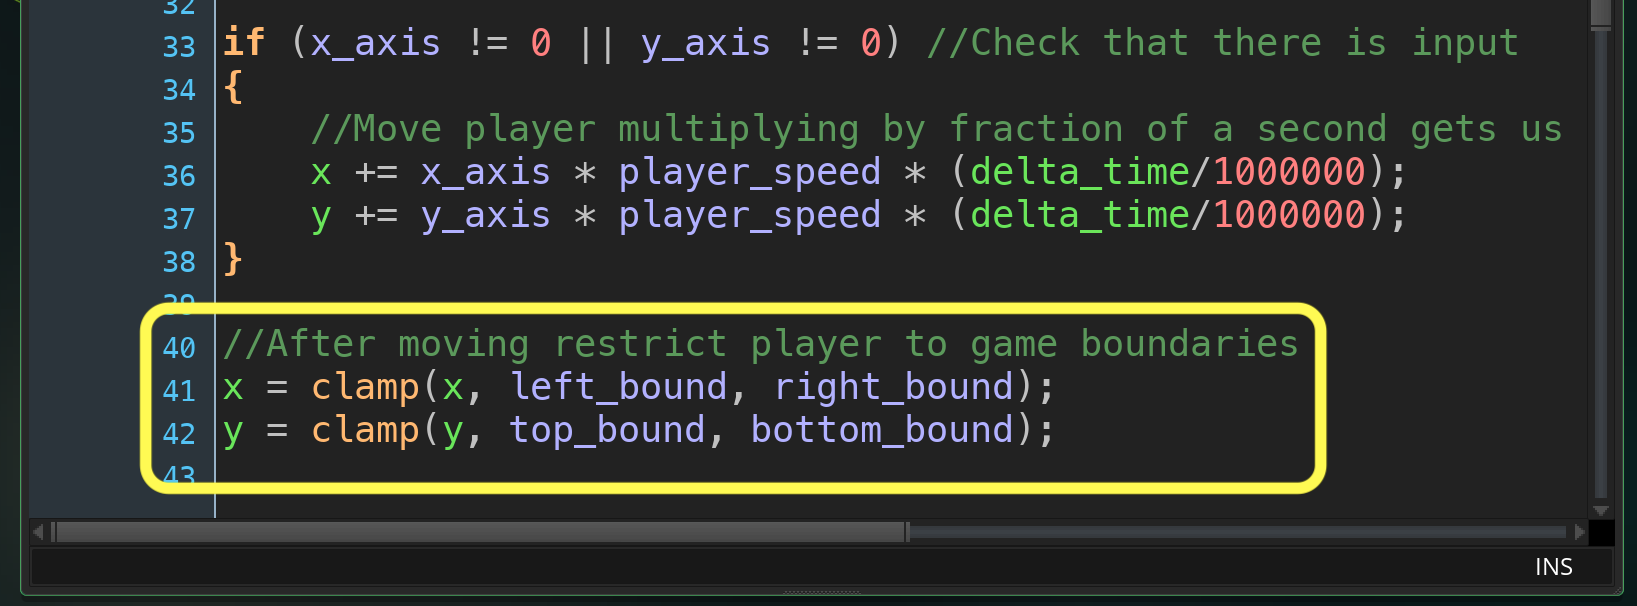 32
33 if (x_axis != 0 || y_axis != 0) //Check that there is input
34 {
35 //Move player multiplying by fraction of a second gets us
36 x += x_axis * player_speed * (delta_time/1000000);
37 y += y_axis * player_speed * (delta_time/1000000);
38 }
39
40 //After moving restrict player to game boundaries
41 x = clamp(x, left_bound, right_bound);
42 y = clamp(y, top_bound, bottom_bound);
43
INS